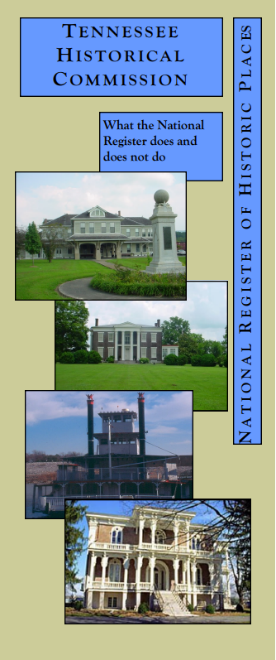 TENNESSEE
HISTORICAL
COMMISSION
What the National
Register does and
does not do
NATIONAL REGISTER OF HISTORIC PLACES